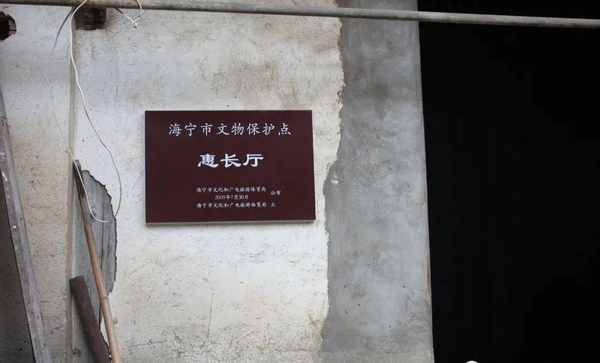 海宁市文物保护点
惠长厅
海宁市文化和广电旅游体育局 公布
海宁市文化和广电旅游体育局 立